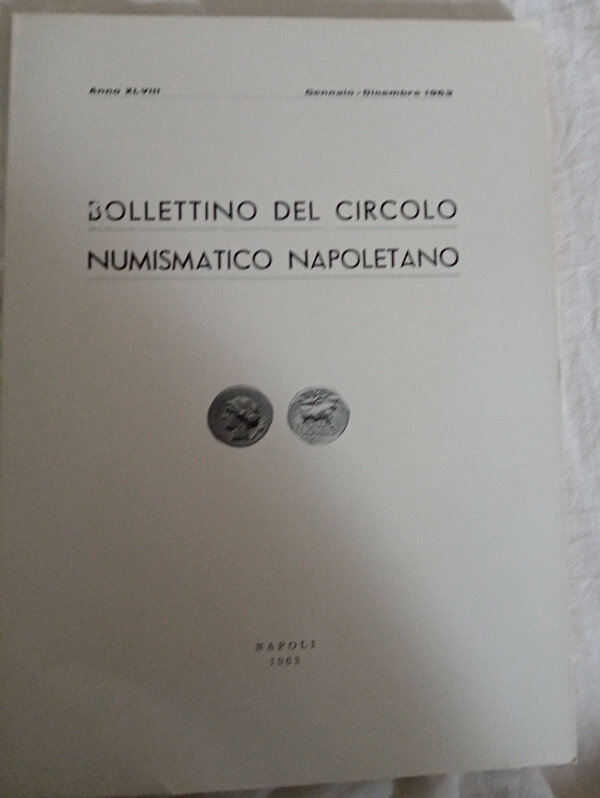 Anno XLVIII
Gennaio - Dicembre 1963
BOLLETTINO DEL CIRCOLO
NUMISMATICO NAPOLETANO
NAPOLI
1963